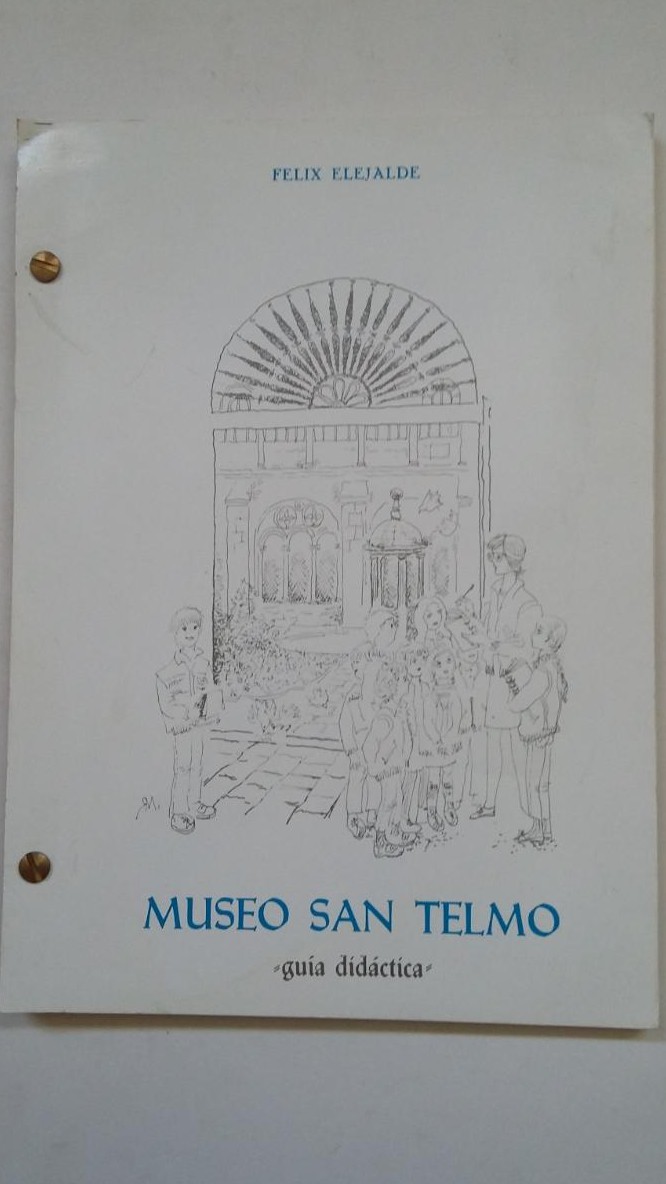 FELIX ELEJALDE
MUSEO SAN TELMO
"guía didáctica"